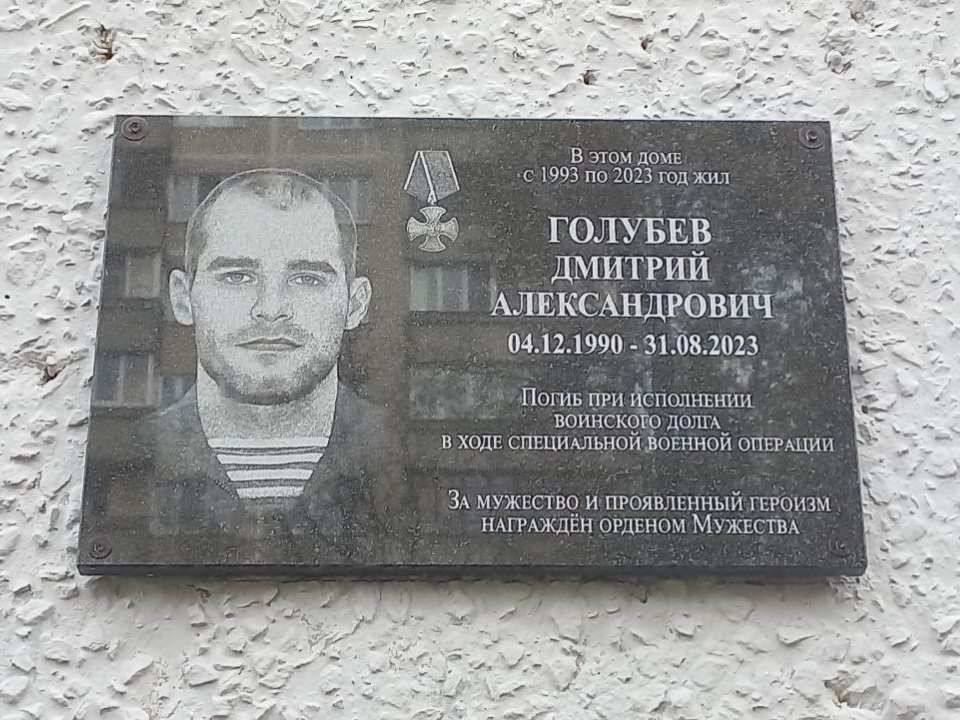 В этом доме
с 1993 по 2023 год жил
ГОЛУБЕВ
ДМИТРИЙ
АЛЕКСАНДРОВИЧ
04.12.1990 - 31.08.2023
Погиб при исполнении
воинского долга
в ходе специальной военной операции
За мужество и проявленный героизм
награждён орденом Мужества